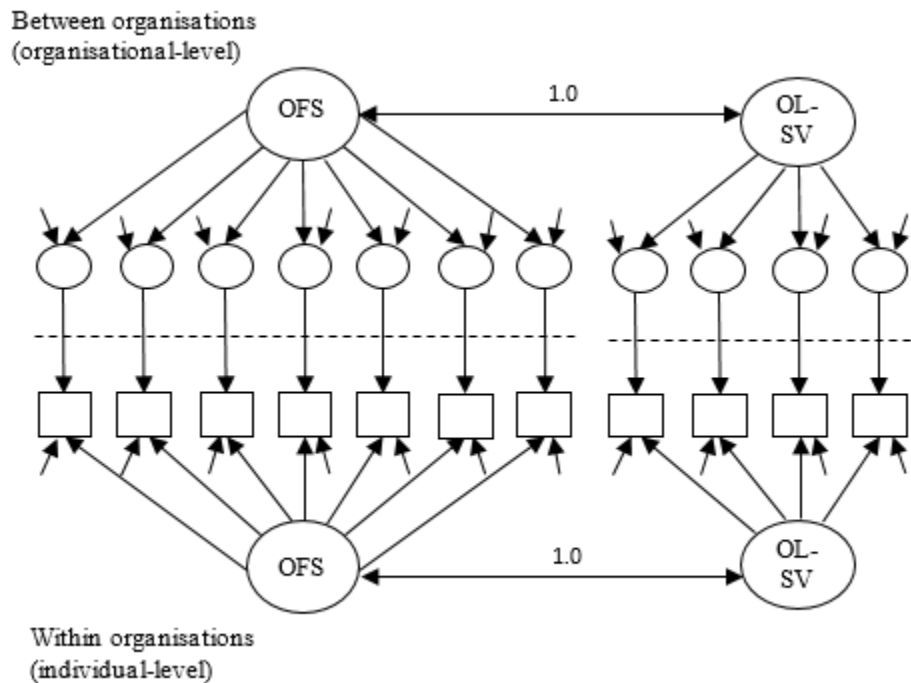 Between organisations
(organisational-level)
OFS
1.0
OL-
SV
OFS
1.0
OL-
SV
Within organisations
(individual-level)